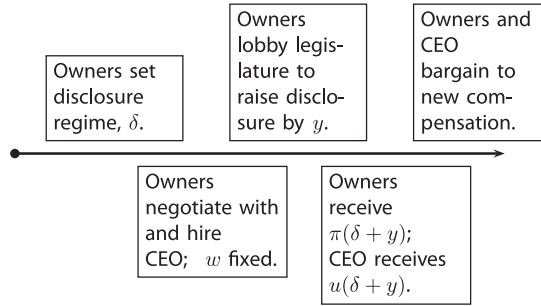 Owners set
disclosure
regime, δ.
Owners
negotiate with
and hire
CEO; w fixed.
Owners
lobby legis-
lature to
raise disclo-
sure by y.
Owners
receive
π(δ + y);
CEO receives
u(δ + y).
Owners and
CEO
bargain to
new com-
pensation.